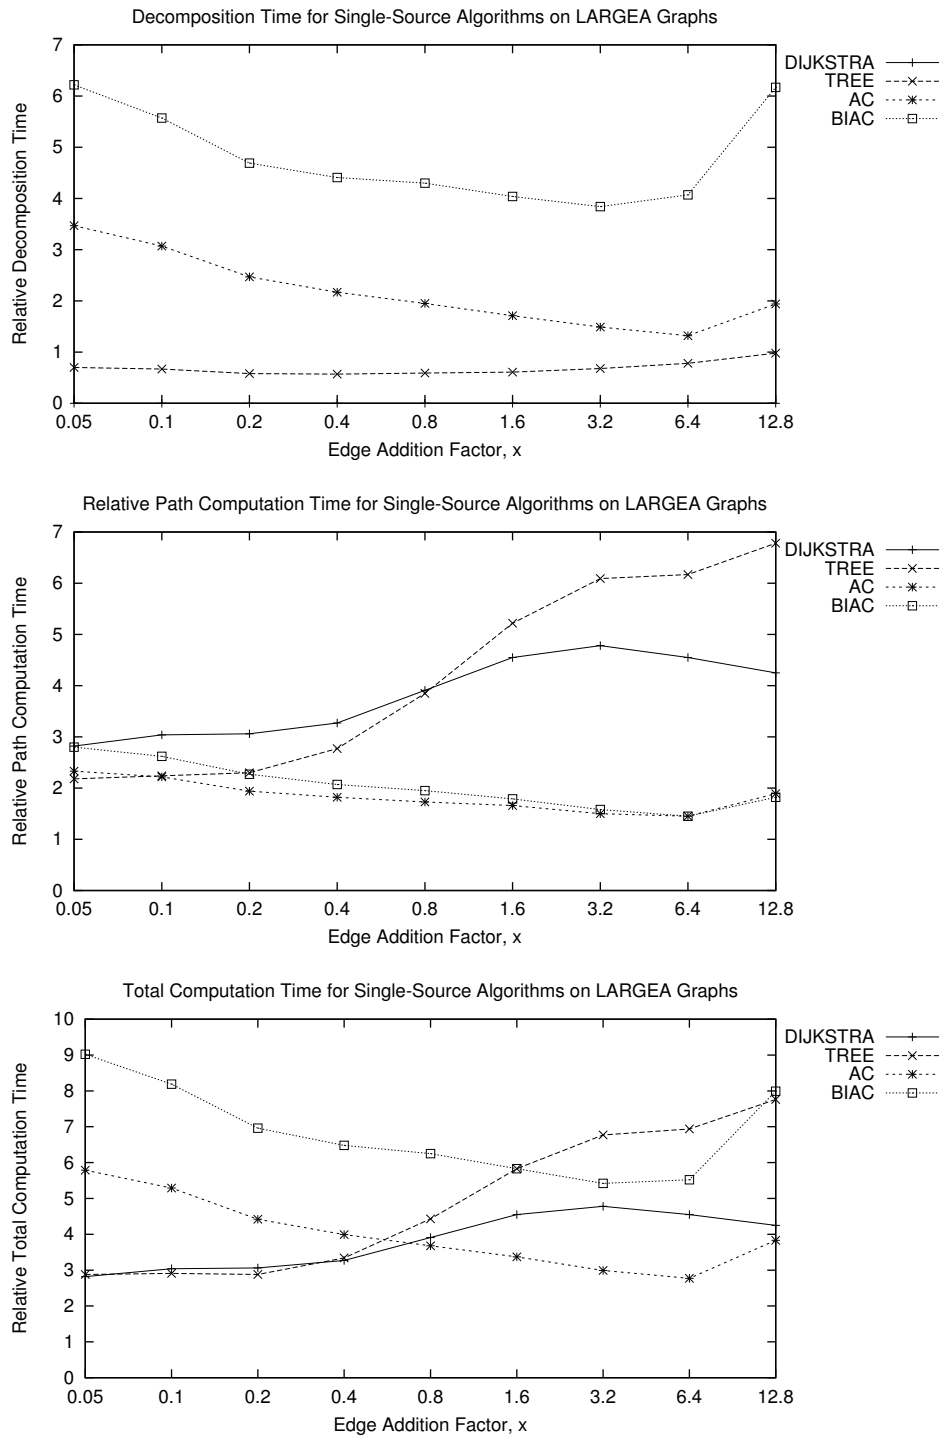 Decomposition Time for Single-Source Algorithms on LARGEA Graphs
7
6
5
4
3
2
1
0
Relative Decomposition Time
0.05 0.1 0.2 0.4 0.8 1.6 3.2 6.4 12.8
Edge Addition Factor, x
DIJKSTRA
TREE
AC
BIAC
Relative Path Computation Time for Single-Source Algorithms on LARGEA Graphs
7
6
5
4
3
2
1
0
Relative Path Computation Time
0.05 0.1 0.2 0.4 0.8 1.6 3.2 6.4 12.8
Edge Addition Factor, x
DIJKSTRA
TREE
AC
BIAC
Total Computation Time for Single-Source Algorithms on LARGEA Graphs
10
9
8
7
6
5
4
3
2
1
0
Relative Total Computation Time
0.05 0.1 0.2 0.4 0.8 1.6 3.2 6.4 12.8
Edge Addition Factor, x
DIJKSTRA
TREE
AC
BIAC